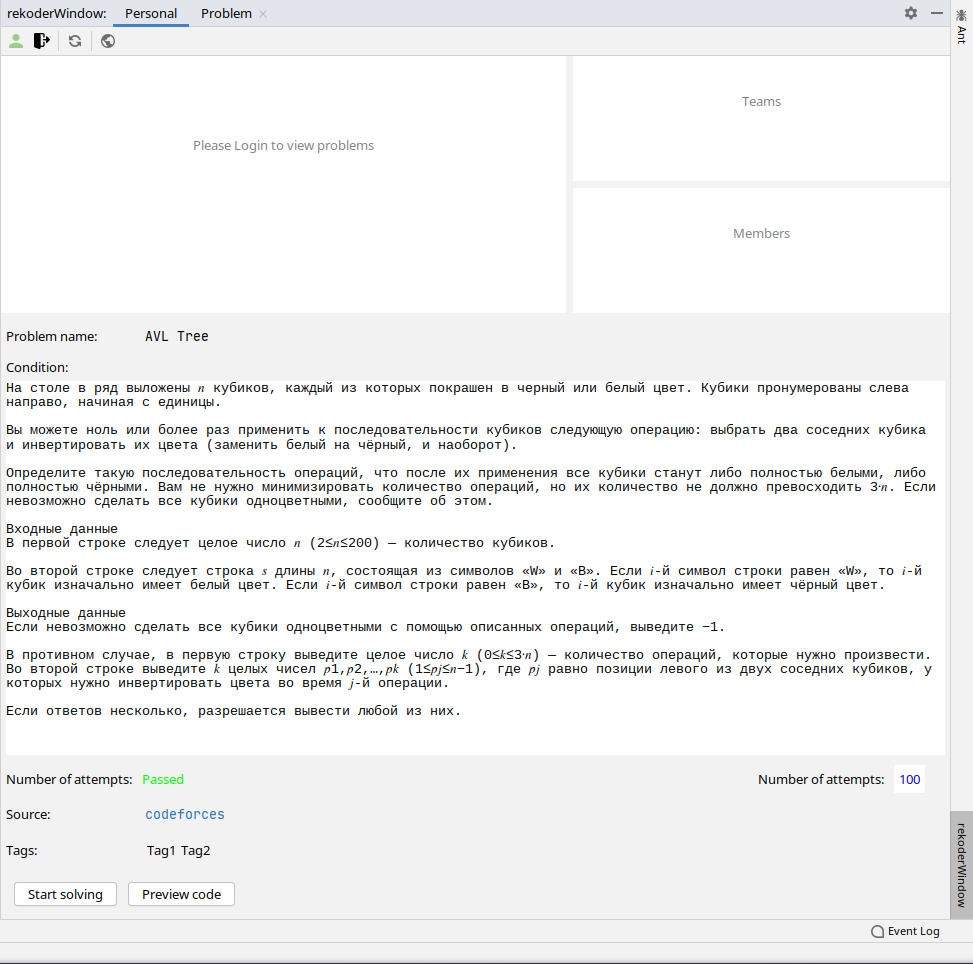 rekoderWindow: Personal Problem
Ant
Please Login to view problems
Teams
Members
Problem name: AVL Tree
Condition:
На столе в ряд выложены n кубиков, каждый из которых покрашен в черный или белый цвет. Кубики пронумерованы слева
направо, начиная с единицы.
Вы можете ноль или более раз применить к последовательности кубиков следующую операцию: выбрать два соседних кубика
и инвертировать их цвета (заменить белый на чёрный, и наоборот).
Определите такую последовательность операций, что после их применения все кубики станут либо полностью белыми, либо
полностью чёрными. Вам не нужно минимизировать количество операций, но их количество не должно превосходить 3·n. Если
невозможно сделать все кубики одноцветными, сообщите об этом.
Входные данные
В первой строке следует целое число n (2≤n≤200) — количество кубиков.
Во второй строке следует строка s длины n, состоящая из символов «W» и «B». Если i-й символ строки равен «W», то i-й
кубик изначально имеет белый цвет. Если i-й символ строки равен «B», то i-й кубик изначально имеет чёрный цвет.
Выходные данные
Если невозможно сделать все кубики одноцветными с помощью описанных операций, выведите −1.
В противном случае, в первую строку выведите целое число k (0≤k≤3·n) — количество операций, которые нужно произвести.
Во второй строке выведите k целых чисел p1,p2,…,pk (1≤pj≤n−1), где pj равно позиции левого из двух соседних кубиков, у
которых нужно инвертировать цвета во время j-й операции.
Если ответов несколько, разрешается вывести любой из них.
Number of attempts: Passed
Number of attempts: 100
Source: codeforces
Tags: Tag1 Tag2
Start solving Preview code
rekoderWindow
Event Log